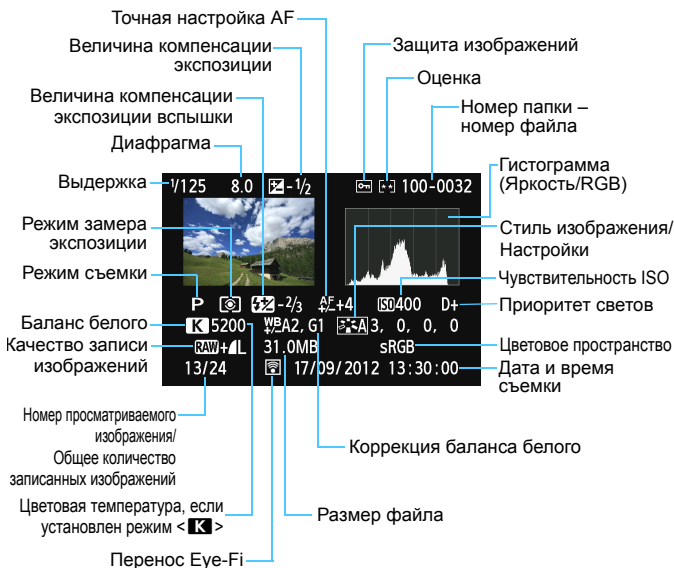 Точная настройка AF
Величина компенсации
экспозиции
Величина компенсации
экспозиции вспышки
Диафрагма
Выдержка
Режим замера
экспозиции
Режим съемки
Баланс белого
Качество записи
изображений
Защита изображений
Оценка
Номер папки –
номер файла
Гистограмма
(Яркость/RGB)
Стиль изображения/
Настройки
Чувствительность ISO
Приоритет светов
Цветовое пространство
Дата и время
съемки
1/125 8.0 -1/2 100-0032
P -2/3 AF +4 ISO 400 D+
K 5200 WB A2, G1 A 3, 0, 0, 0
RAW+L 31.0MB sRGB
13/24 17/09/2012 13:30:00
Номер просматриваемого
изображения/
Общее количество
записанных изображений
Цветовая температура, если
установлен режим <K>
Перенос Eye-Fi
Размер файла
Коррекция баланса белого